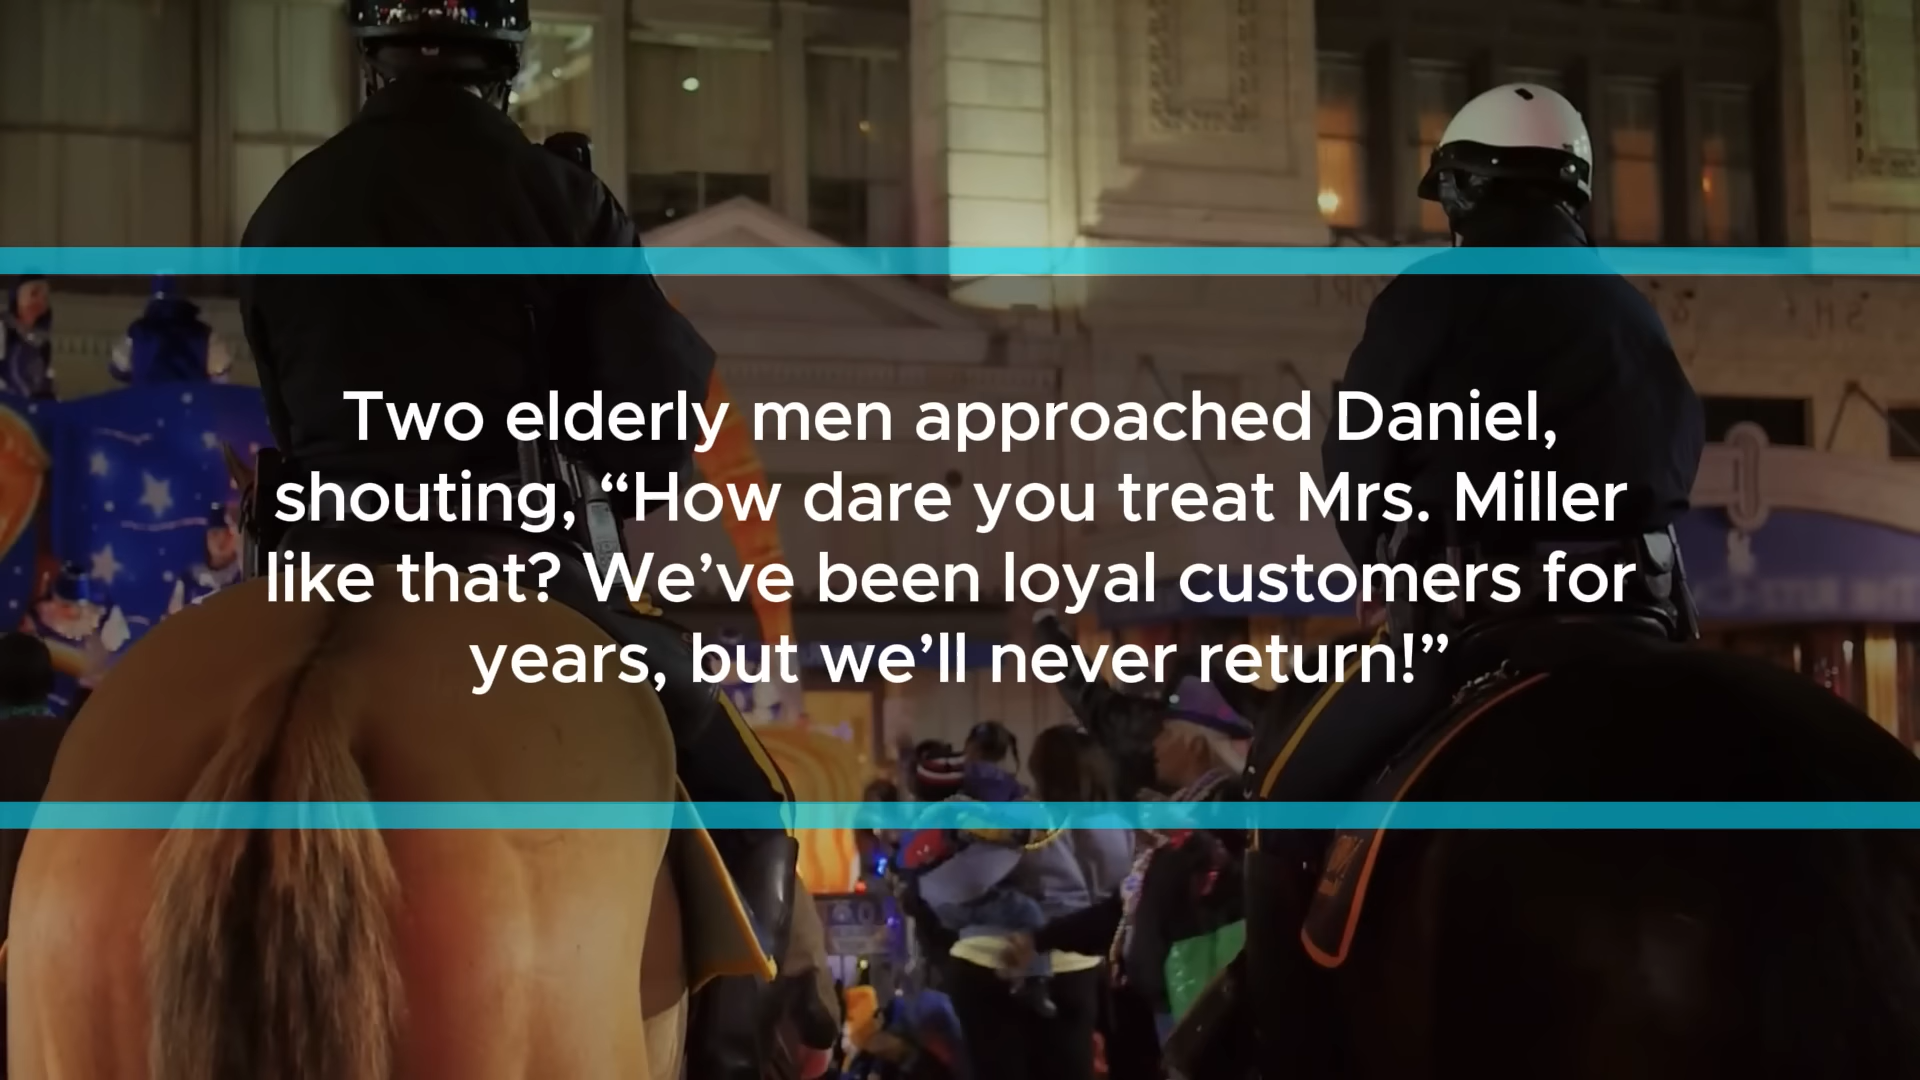 Two elderly men approached Daniel,
shouting, “How dare you treat Mrs. Miller
like that? We’ve been loyal customers for
years, but we’ll never return!”